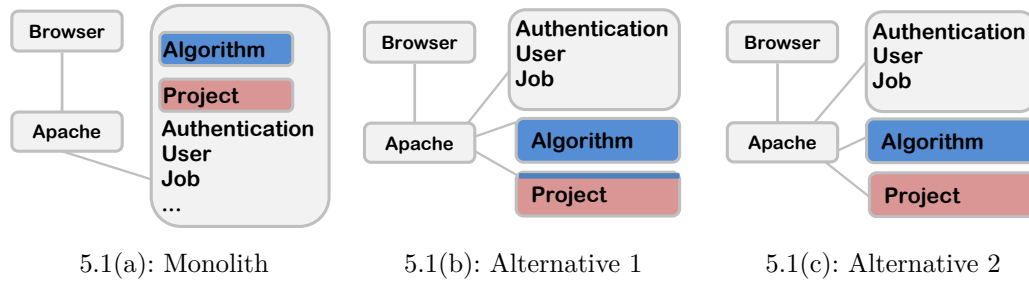 Browser
Apache
Algorithm
Project
Authentication
User
Job
...
5.1(a): Monolith
Browser
Apache
Authentication
User
Job
Algorithm
Project
5.1(b): Alternative 1
Browser
Apache
Authentication
User
Job
Algorithm
Project
5.1(c): Alternative 2